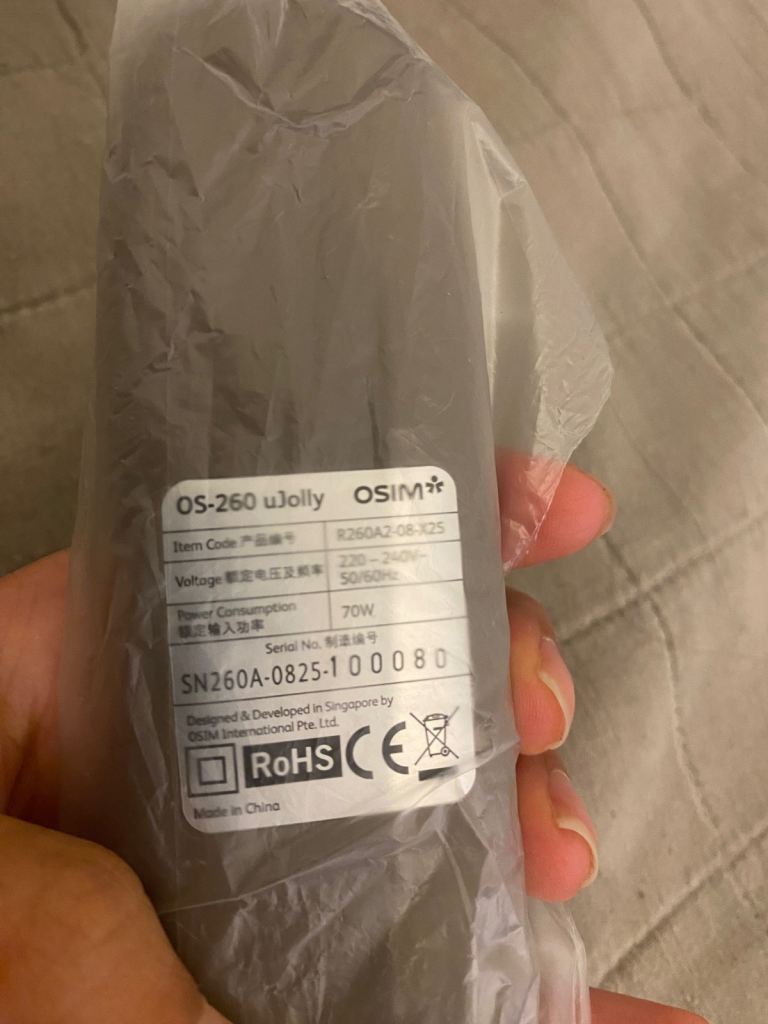 OS-260 uJolly OSIM
Item Code 产品编号 R260A2-08-X25
Voltage 额定电压及频率 220 – 240V~ 50/60Hz
Power Consumption 额定输入功率 70W
Serial No. 制造编号
SN260A-0825-100080
Designed & Developed in Singapore by
OSIM International Pte. Ltd.
RoHS CE
Made in China